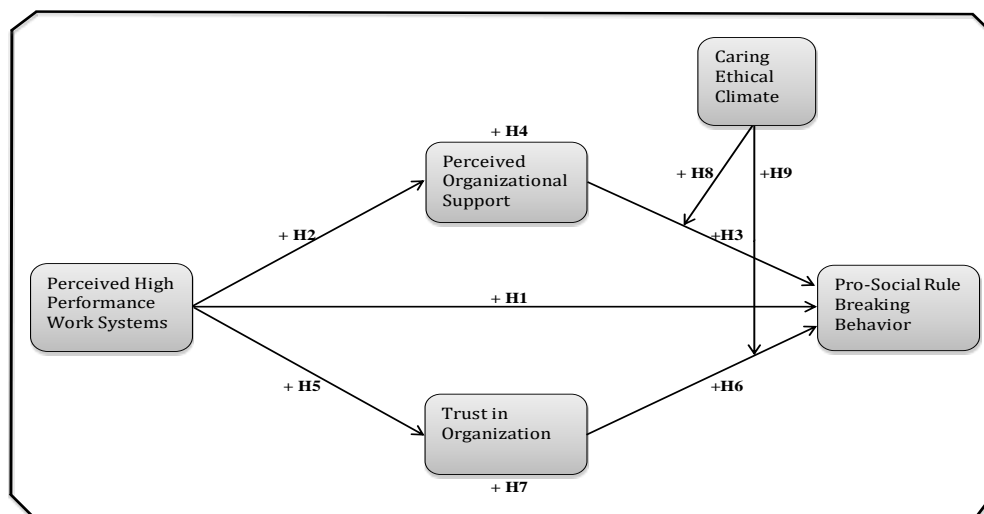 Caring
Ethical
Climate
+ H4
+ H8
+H9
Perceived
Organizational
Support
+ H2
+H3
Perceived High
Performance
Work Systems
+ H1
Pro-Social Rule
Breaking
Behavior
+ H5
+H6
Trust in
Organization
+ H7